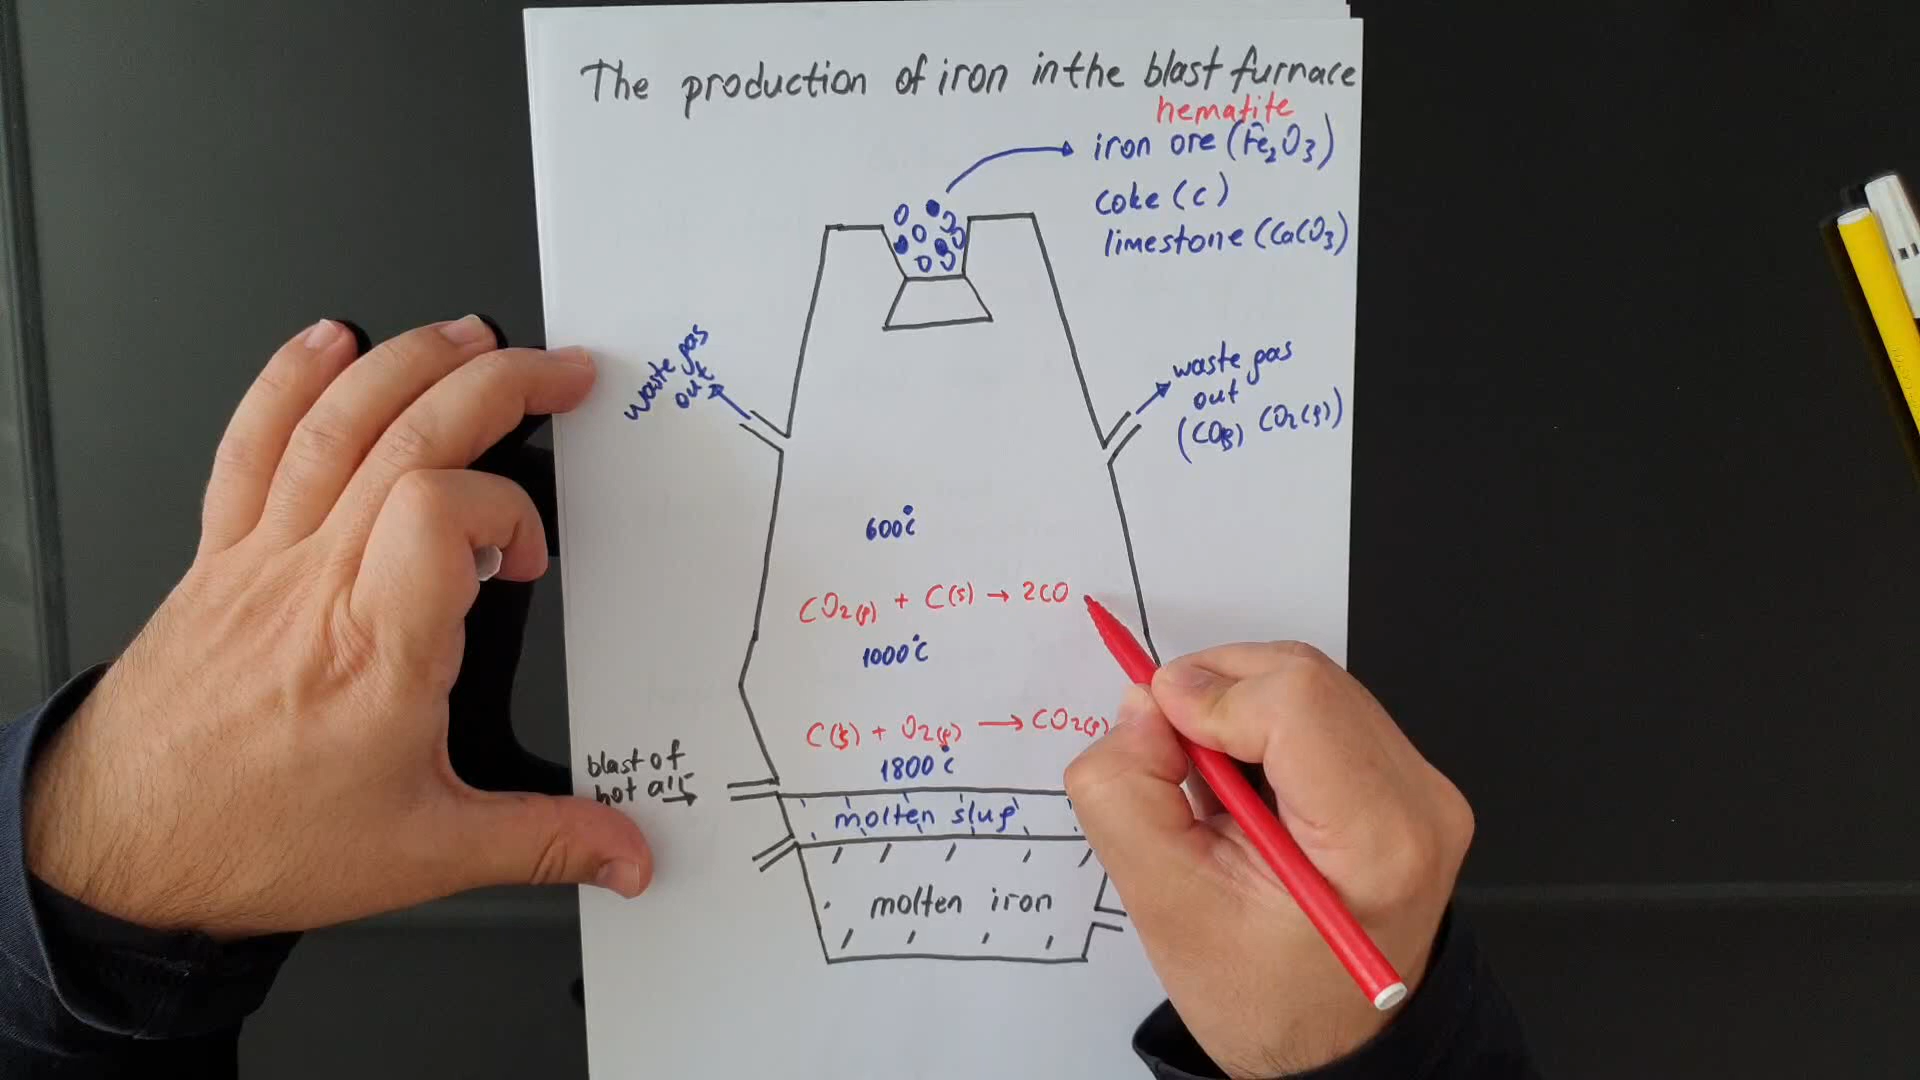 The production of iron in the blast furnace
hematite
iron ore (Fe2O3)
coke (c)
limestone (CaCO3)
waste gas
out
waste gas
out
(CO(g) CO2(g))
600°c
CO2(g) + C(s) → 2CO
1000°c
C(s) + O2(g) → CO2(g)
1800°c
blast of
hot air
molten slug
molten iron